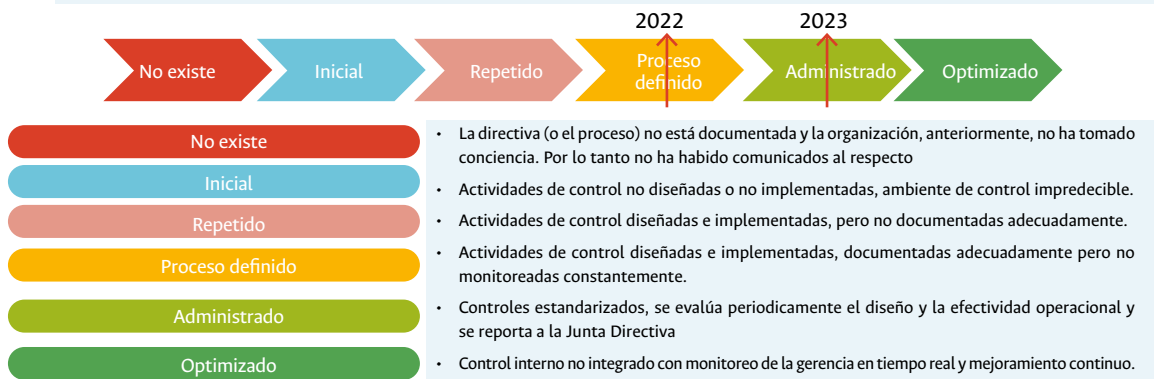 2022 2023
No existe Inicial Repetido Proceso definido Administrado Optimizado
No existe
• La directiva (o el proceso) no está documentada y la organización, anteriormente, no ha tomado
conciencia. Por lo tanto no ha habido comunicados al respecto
Inicial
• Actividades de control no diseñadas o no implementadas, ambiente de control impredecible.
Repetido
• Actividades de control diseñadas e implementadas, pero no documentadas adecuadamente.
Proceso definido
• Actividades de control diseñadas e implementadas, documentadas adecuadamente pero no
monitoreadas constantemente.
Administrado
• Controles estandarizados, se evalúa periodicamente el diseño y la efectividad operacional y
se reporta a la Junta Directiva
Optimizado
• Control interno no integrado con monitoreo de la gerencia en tiempo real y mejoramiento continuo.